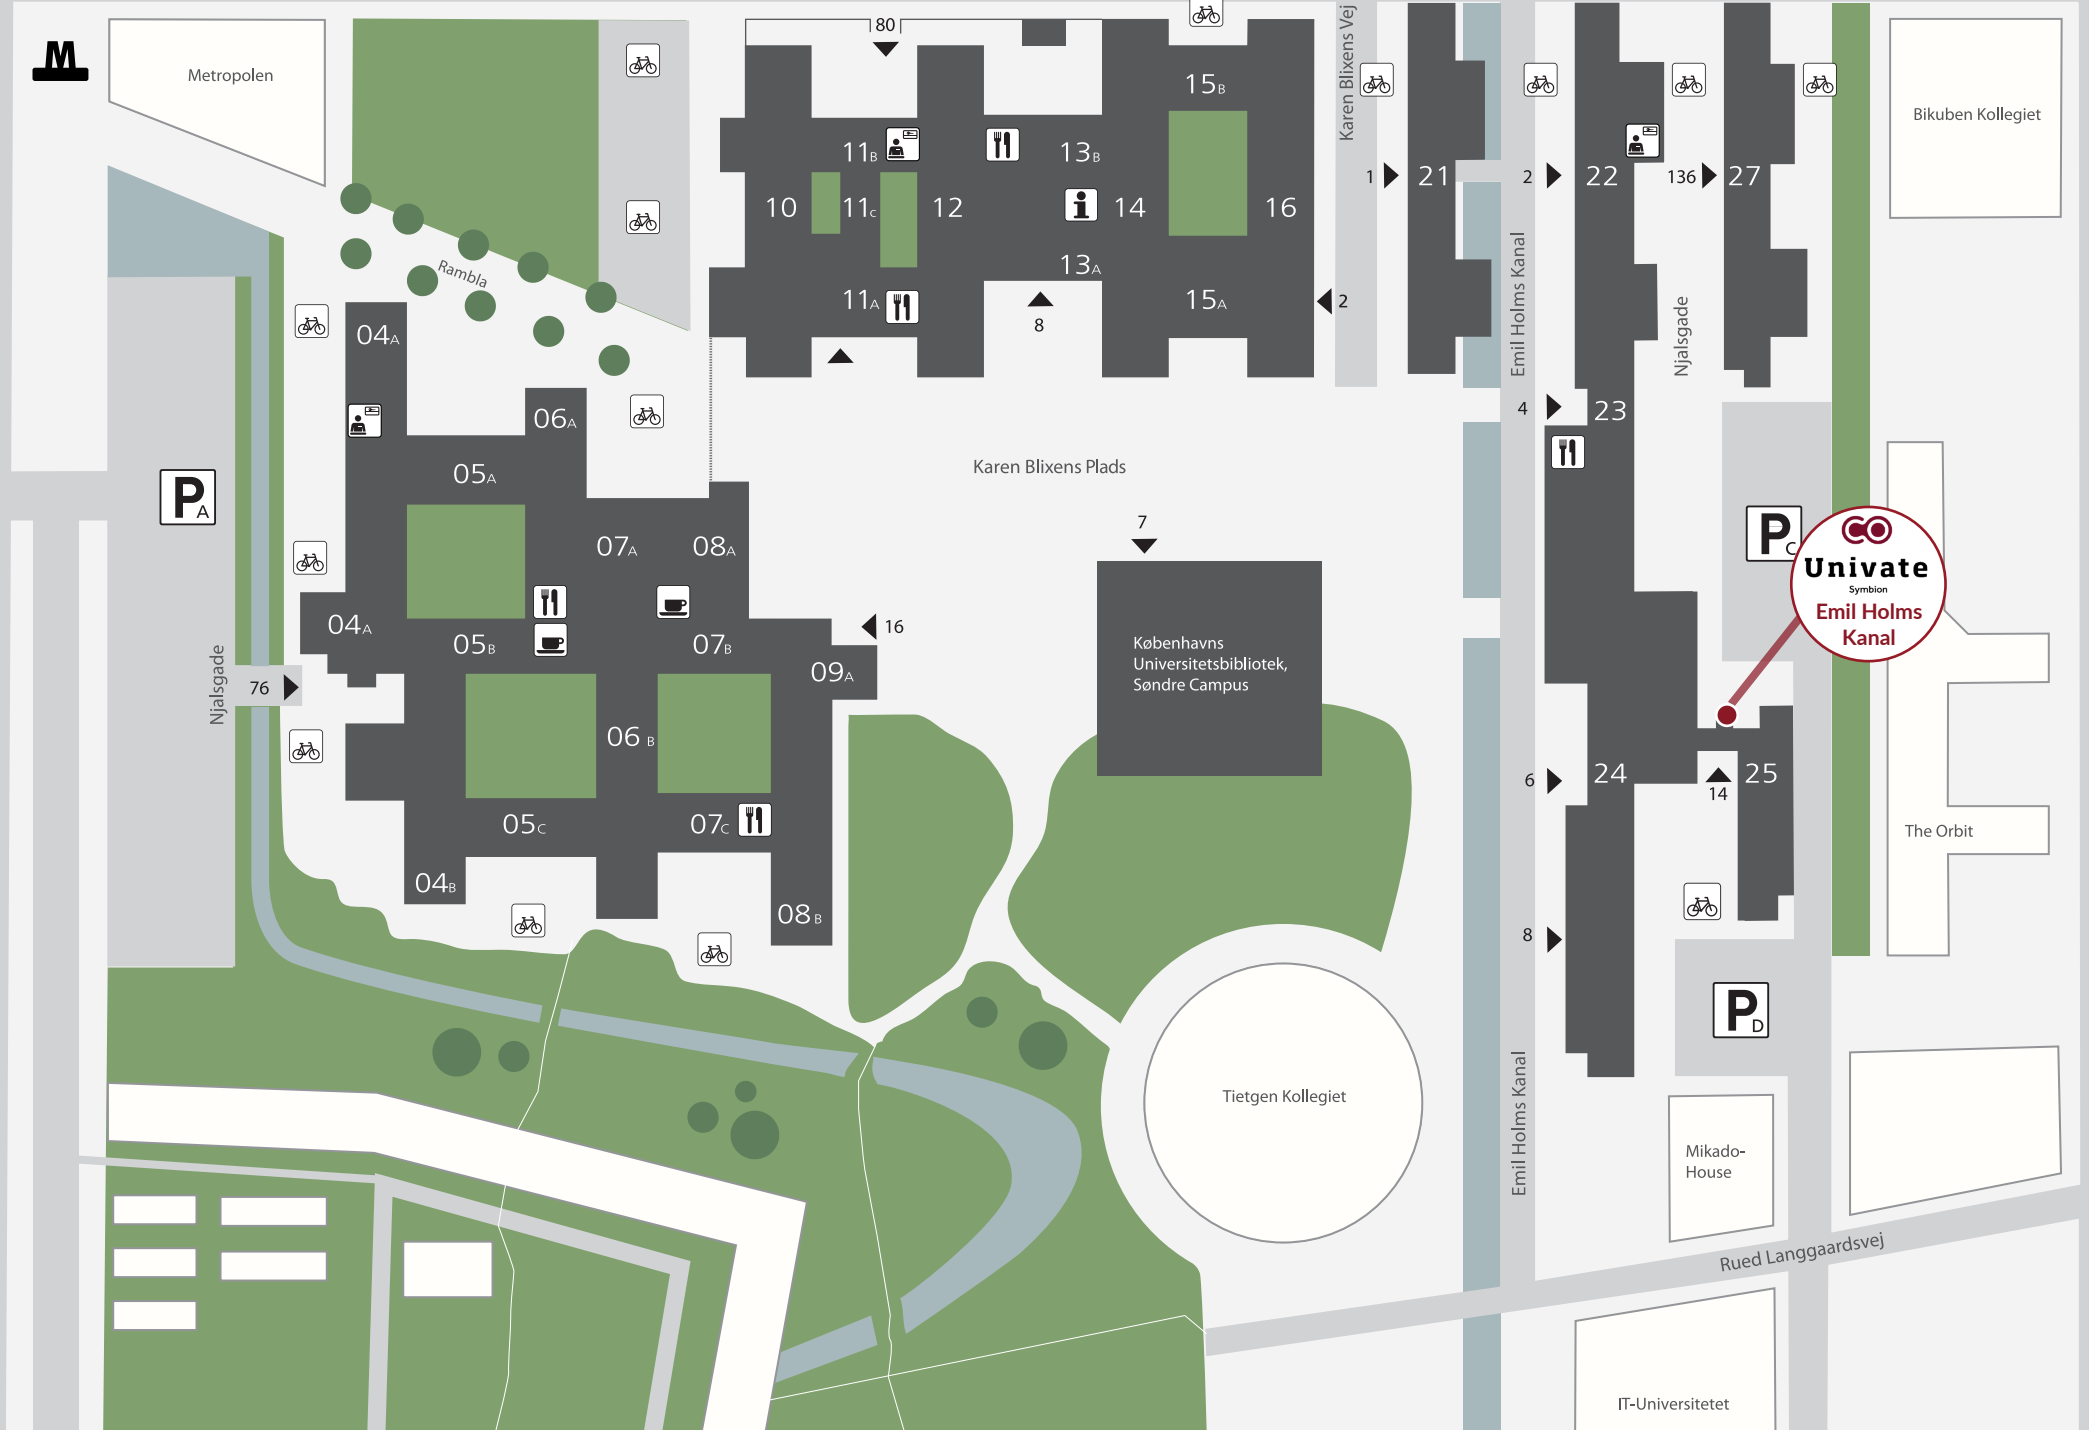 M
Metropolen
80
Karen Blixens Vej
Bikuben Kollegiet
15B
11B
13B
10
11C
12
14
16
13A
11A
15A
8
2
1
21
2
22
136
27
Emil Holms Kanal
Njalsgade
Rambla
04A
06A
05A
PA
07A
08A
Karen Blixens Plads
4
23
7
PC
CO
Univate
Symbion
Emil Holms
Kanal
04A
05B
07B
16
09A
Københavns
Universitetsbibliotek,
Søndre Campus
Njalsgade
76
06 B
05C
07C
04B
08 B
6
24
14
25
The Orbit
8
PD
Tietgen Kollegiet
Emil Holms Kanal
Mikado-
House
Rued Langgaardsvej
IT-Universitetet